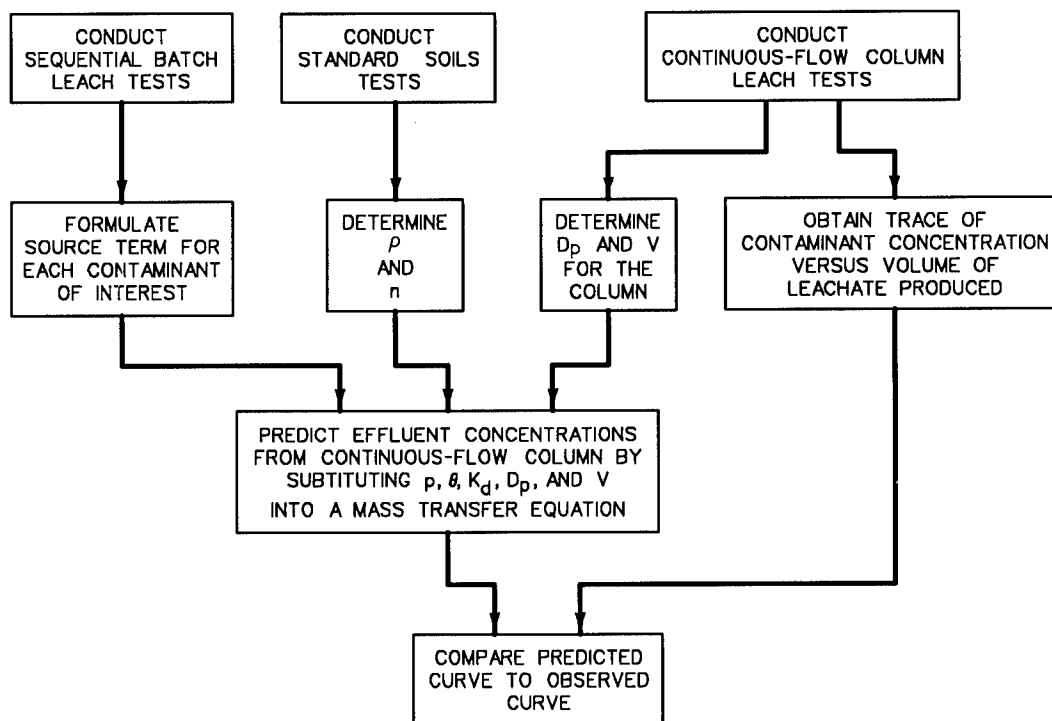 CONDUCT
SEQUENTIAL BATCH
LEACH TESTS
CONDUCT
STANDARD SOILS
TESTS
CONDUCT
CONTINUOUS-FLOW COLUMN
LEACH TESTS
FORMULATE
SOURCE TERM FOR
EACH CONTAMINANT
OF INTEREST
DETERMINE
ρ
AND
n
DETERMINE
Dp AND V
FOR THE
COLUMN
OBTAIN TRACE OF
CONTAMINANT CONCENTRATION
VERSUS VOLUME OF
LEACHATE PRODUCED
PREDICT EFFLUENT CONCENTRATIONS
FROM CONTINUOUS-FLOW COLUMN BY
SUBTITUTING p, θ, Kd, Dp, AND V
INTO A MASS TRANSFER EQUATION
COMPARE PREDICTED
CURVE TO OBSERVED
CURVE